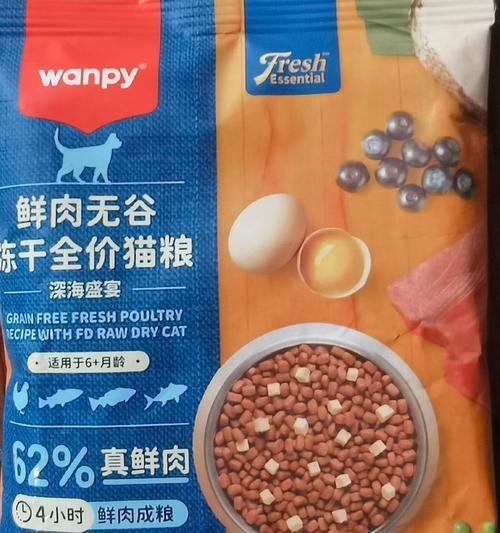 wanpy®
Fresh™
Essential
鲜肉无谷
冻干全价猫粮
深海盛宴
GRAIN FREE FRESH POULTRY
RECIPE WITH FD RAW DRY CAT
适用于6+月龄
62%真鲜肉
4小时 鲜肉成粮